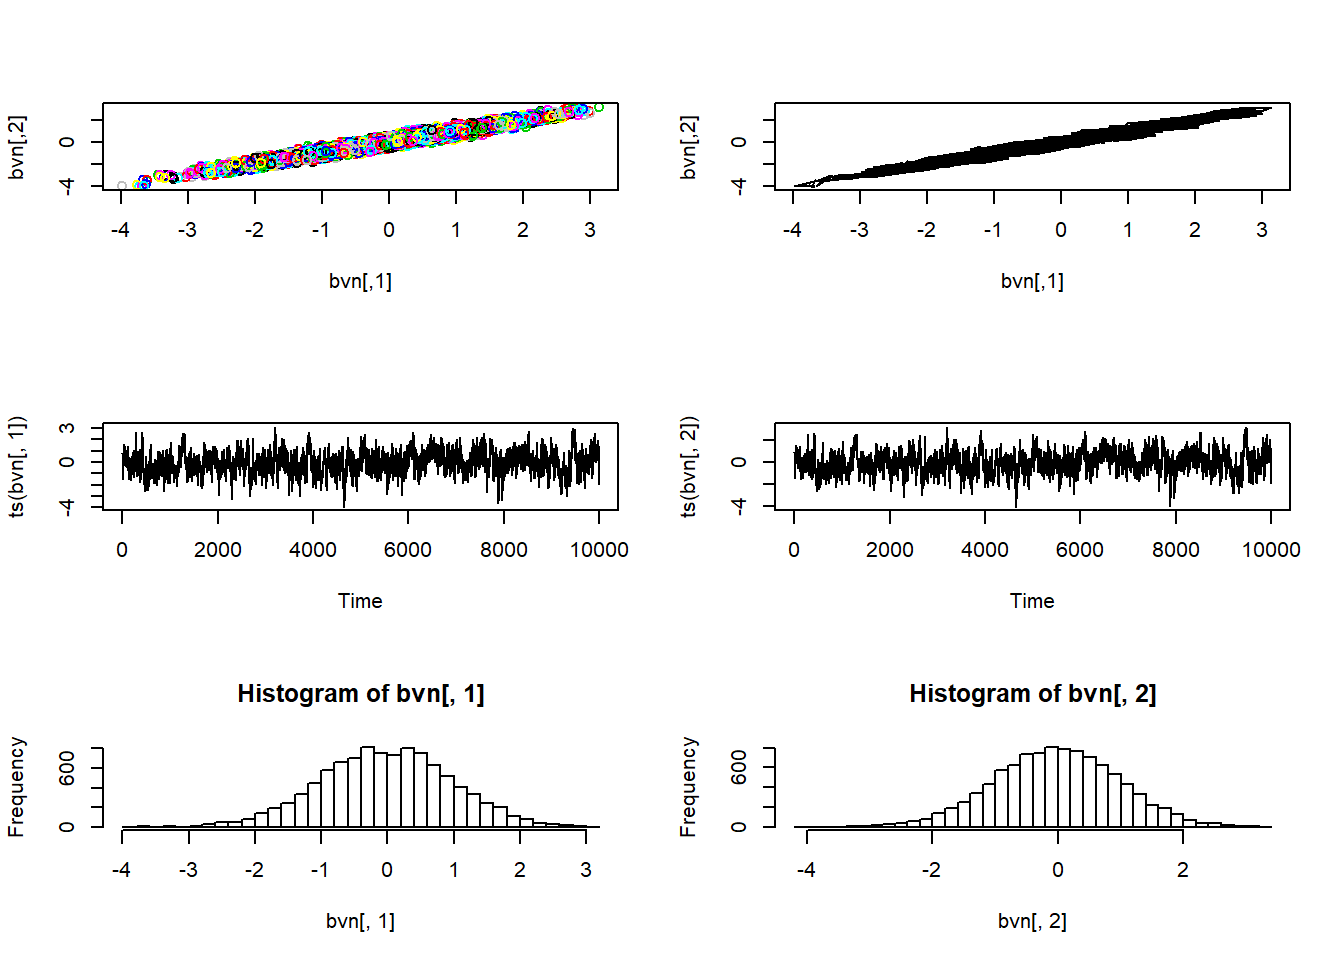 bvn[,2]
0
-4
-4 -3 -2 -1 0 1 2 3
bvn[,1]
bvn[,2]
0
-4
-4 -3 -2 -1 0 1 2 3
bvn[,1]
ts(bvn[, 1])
3
0
-4
0 2000 4000 6000 8000 10000
Time
ts(bvn[, 2])
0
-4
0 2000 4000 6000 8000 10000
Time
Histogram of bvn[, 1]
Frequency
600
0
-4 -3 -2 -1 0 1 2 3
bvn[, 1]
Histogram of bvn[, 2]
Frequency
600
0
-4 -2 0 2
bvn[, 2]